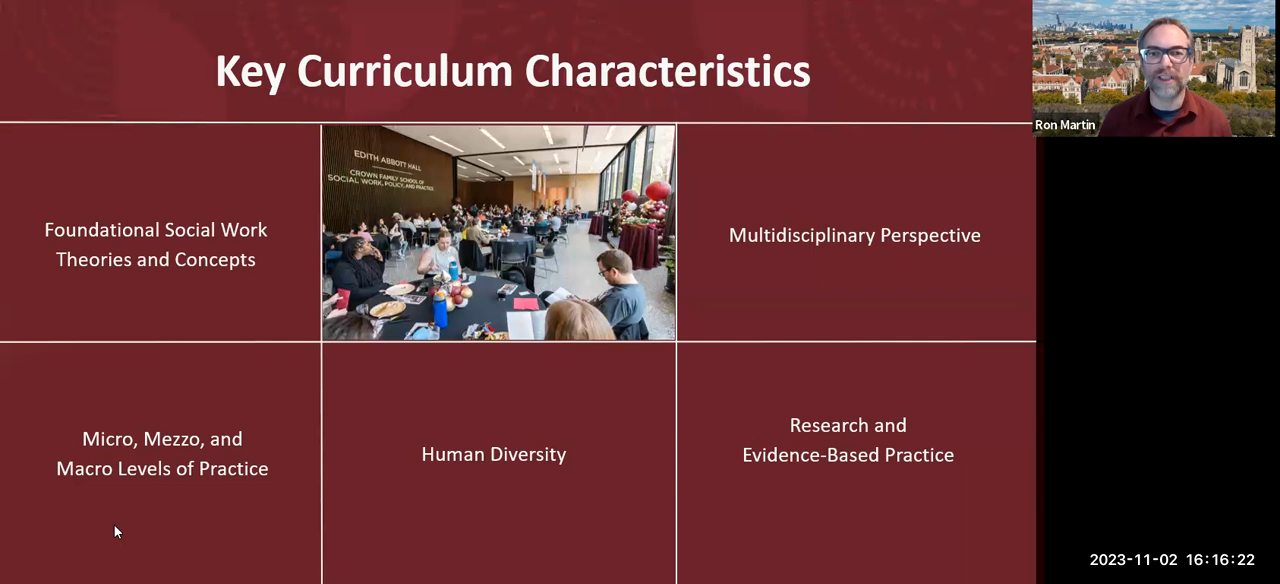 Key Curriculum Characteristics
Ron Martin
EDITH ABBOTT HALL
CROWN FAMILY SCHOOL OF
SOCIAL WORK, POLICY, AND PRACTICE
Foundational Social Work
Theories and Concepts
Multidisciplinary Perspective
Micro, Mezzo, and
Macro Levels of Practice
Human Diversity
Research and
Evidence-Based Practice
2023-11-02 16:16:22